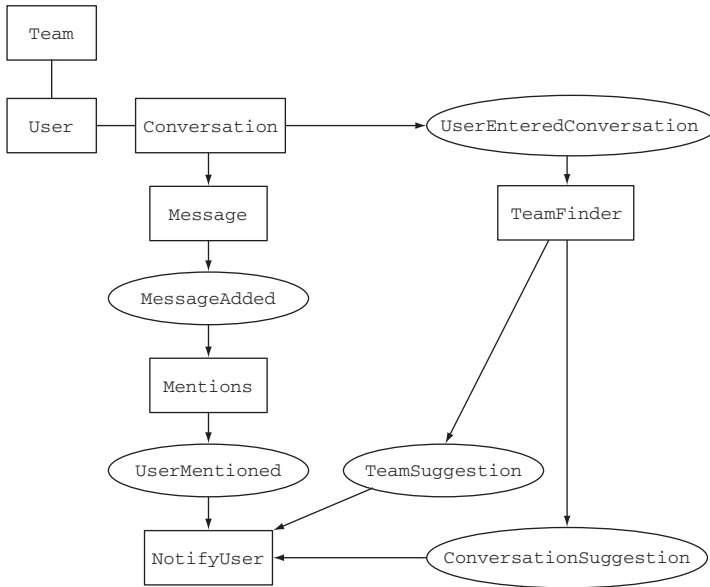 Team
User
Conversation
UserEnteredConversation
Message
TeamFinder
MessageAdded
Mentions
UserMentioned
TeamSuggestion
NotifyUser
ConversationSuggestion